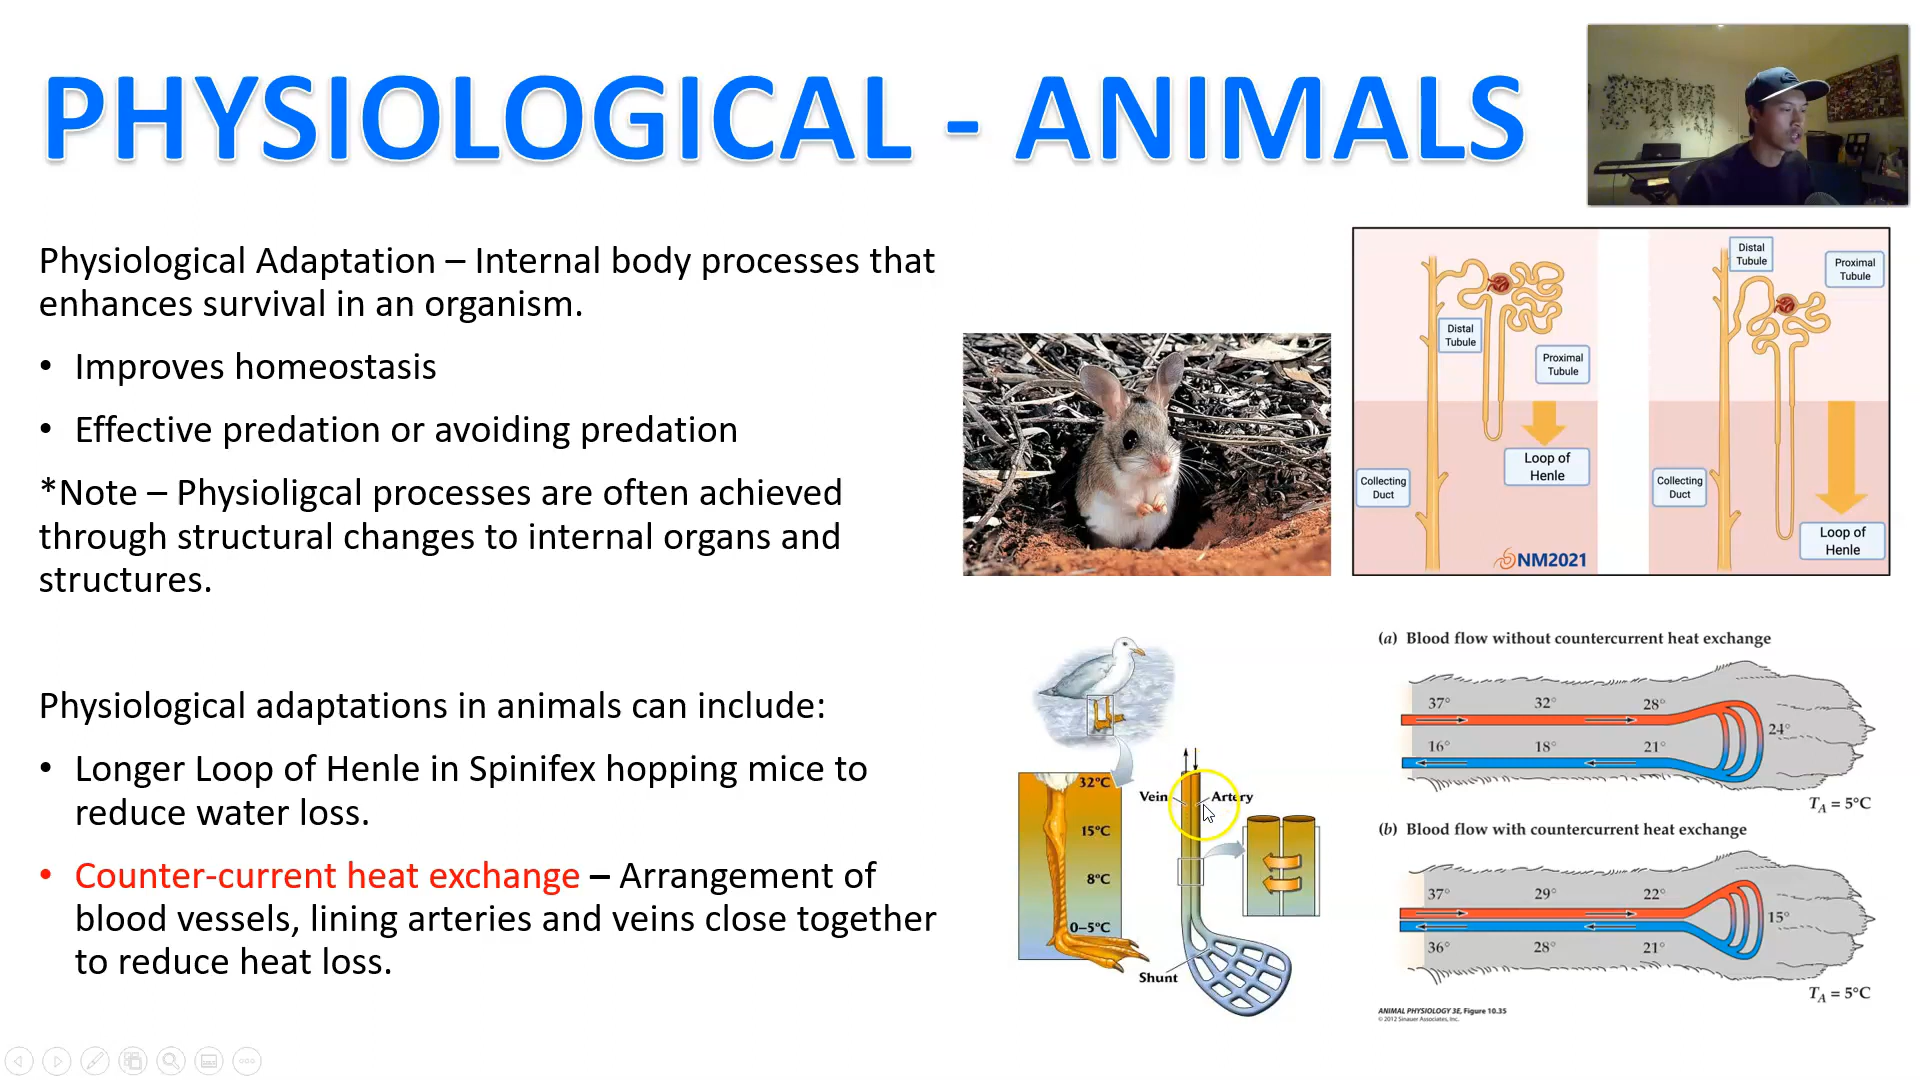 PHYSIOLOGICAL - ANIMALS
Physiological Adaptation – Internal body processes that
enhances survival in an organism.
• Improves homeostasis
• Effective predation or avoiding predation
*Note – Physioligcal processes are often achieved
through structural changes to internal organs and
structures.
Physiological adaptations in animals can include:
• Longer Loop of Henle in Spinifex hopping mice to
reduce water loss.
• Counter-current heat exchange – Arrangement of
blood vessels, lining arteries and veins close together
to reduce heat loss.
Distal
Tubule
Proximal
Tubule
Loop of
Henle
Collecting
Duct
NM2021
Distal
Tubule
Proximal
Tubule
Collecting
Duct
Loop of
Henle
32°C
15°C
8°C
0–5°C
Vein
Artery
Shunt
(a) Blood flow without countercurrent heat exchange
37° 32° 28°
24°
16° 18° 21°
TA = 5°C
(b) Blood flow with countercurrent heat exchange
37° 29° 22°
15°
36° 28° 21°
TA = 5°C
ANIMAL PHYSIOLOGY 3E, Figure 10.35
© 2012 Sinauer Associates, Inc.